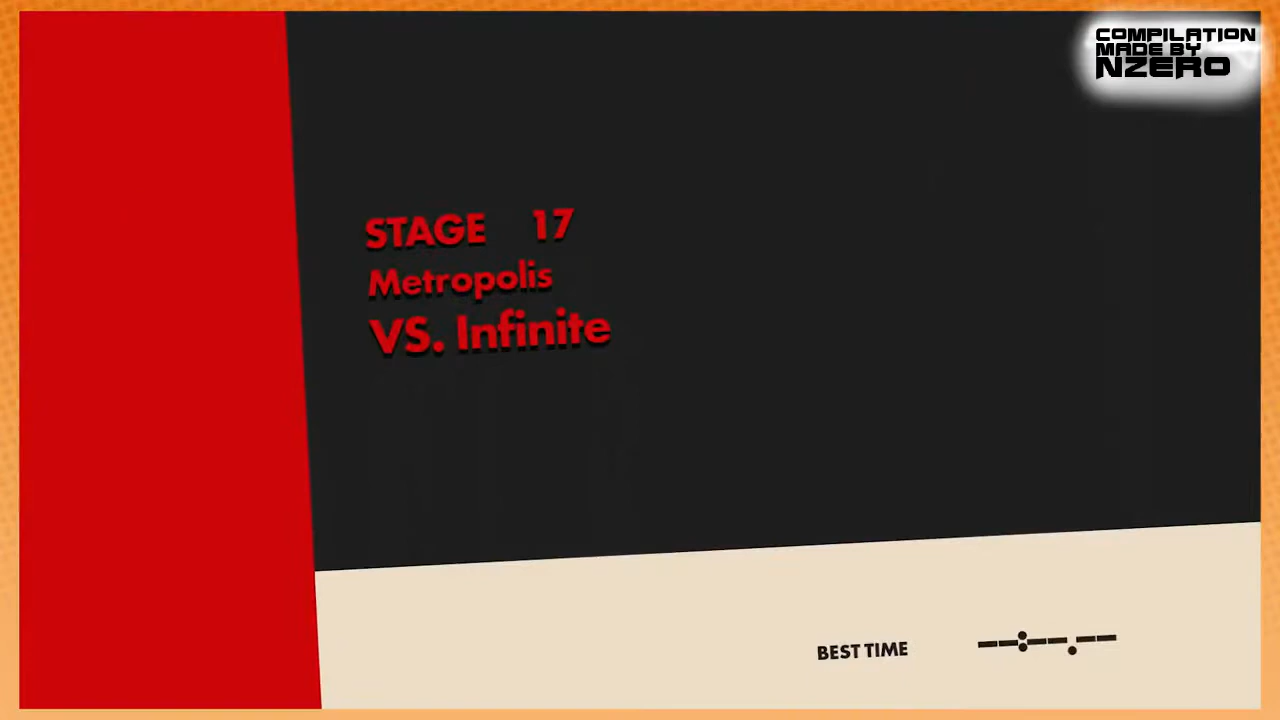 COMPILATION
MADE BY
NZERO
STAGE 17
Metropolis
VS. Infinite
BEST TIME --:--.--